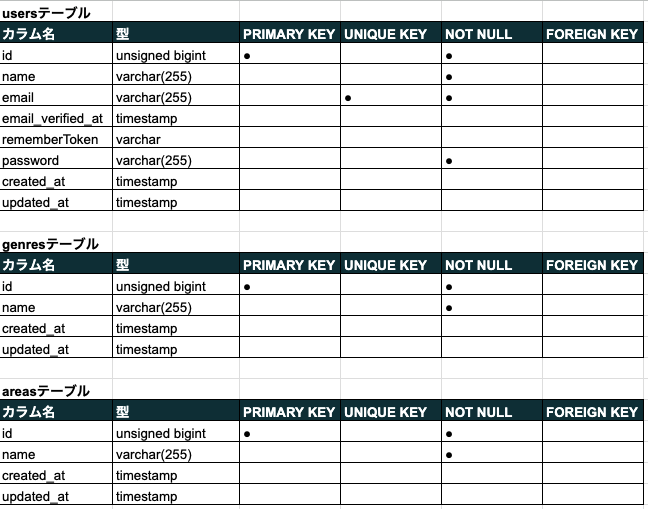 usersテーブル
カラム名 型 PRIMARY KEY UNIQUE KEY NOT NULL FOREIGN KEY
id unsigned bigint ● ●
name varchar(255) ●
email varchar(255) ● ●
email_verified_at timestamp
rememberToken varchar
password varchar(255) ●
created_at timestamp
updated_at timestamp
genresテーブル
カラム名 型 PRIMARY KEY UNIQUE KEY NOT NULL FOREIGN KEY
id unsigned bigint ● ●
name varchar(255) ●
created_at timestamp
updated_at timestamp
areasテーブル
カラム名 型 PRIMARY KEY UNIQUE KEY NOT NULL FOREIGN KEY
id unsigned bigint ● ●
name varchar(255) ●
created_at timestamp
updated_at timestamp